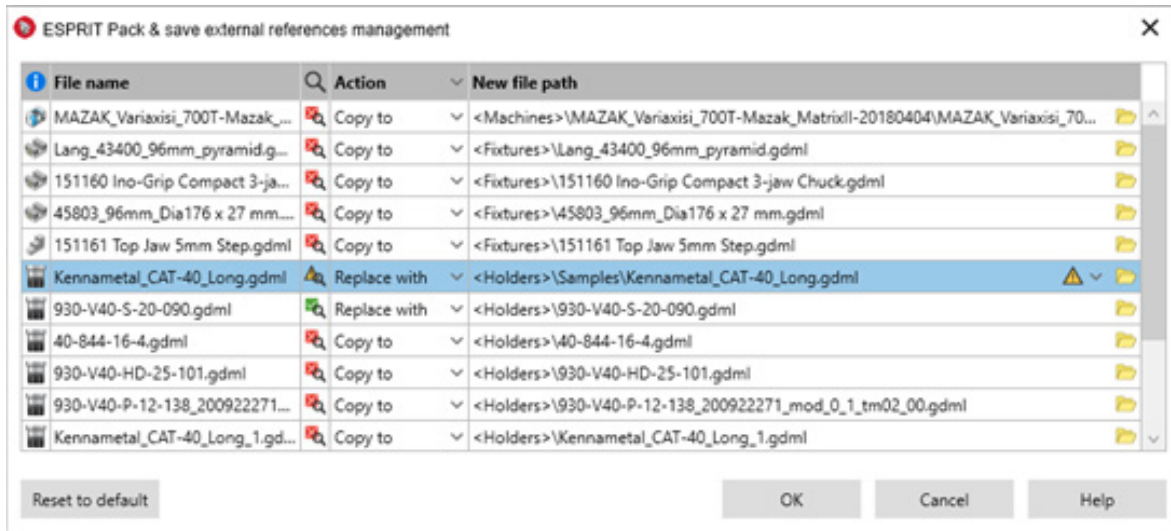 ESPRIT Pack & save external references management
File name Action New file path
MAZAK_Variaxisi_700T-Mazak_... Copy to <Machines>\MAZAK_Variaxisi_700T-Mazak_MatrixII-20180404\MAZAK_Variaxisi_70...
Lang_43400_96mm_pyramid.g... Copy to <Fixtures>\Lang_43400_96mm_pyramid.gdml
151160 Ino-Grip Compact 3-ja... Copy to <Fixtures>\151160 Ino-Grip Compact 3-jaw Chuck.gdml
45803_96mm_Dia176 x 27 mm.... Copy to <Fixtures>\45803_96mm_Dia176 x 27 mm.gdml
151161 Top Jaw 5mm Step.gdml Copy to <Fixtures>\151161 Top Jaw 5mm Step.gdml
Kennametal_CAT-40_Long.gdml Replace with <Holders>\Samples\Kennametal_CAT-40_Long.gdml
930-V40-S-20-090.gdml Replace with <Holders>\930-V40-S-20-090.gdml
40-844-16-4.gdml Copy to <Holders>\40-844-16-4.gdml
930-V40-HD-25-101.gdml Copy to <Holders>\930-V40-HD-25-101.gdml
930-V40-P-12-138_200922271... Copy to <Holders>\930-V40-P-12-138_200922271_mod_0_1_tm02_00.gdml
Kennametal_CAT-40_Long_1.gd... Copy to <Holders>\Kennametal_CAT-40_Long_1.gdml
Reset to default OK Cancel Help